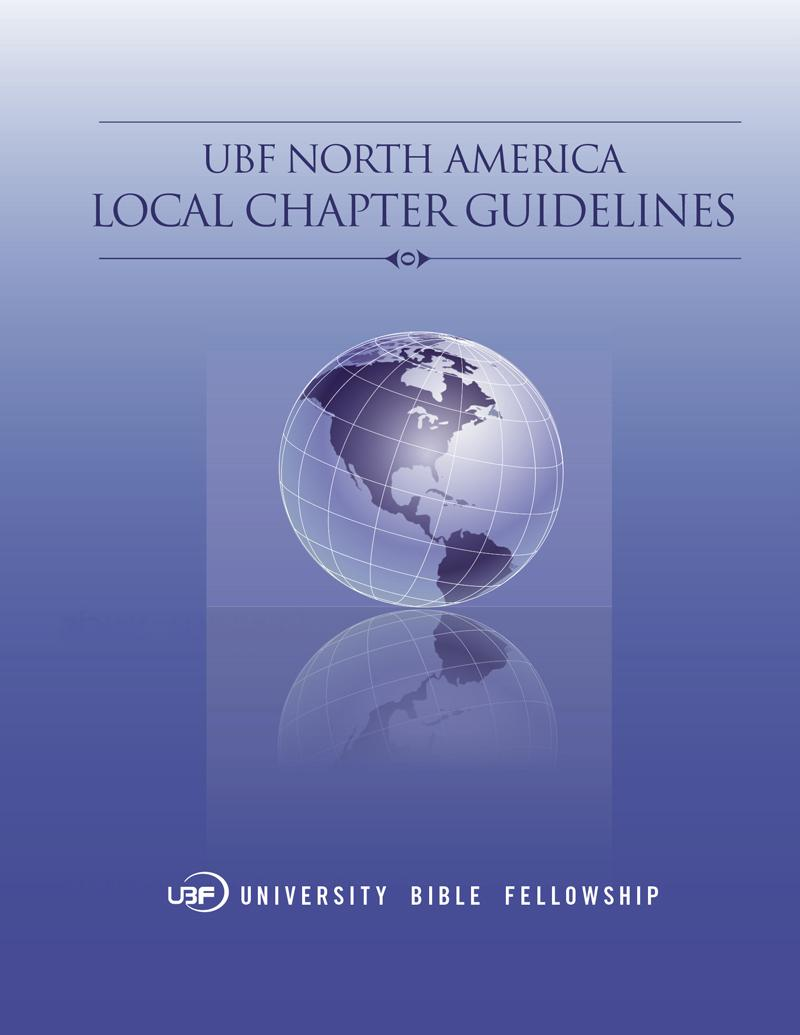 UBF NORTH AMERICA
LOCAL CHAPTER GUIDELINES
UBF UNIVERSITY BIBLE FELLOWSHIP